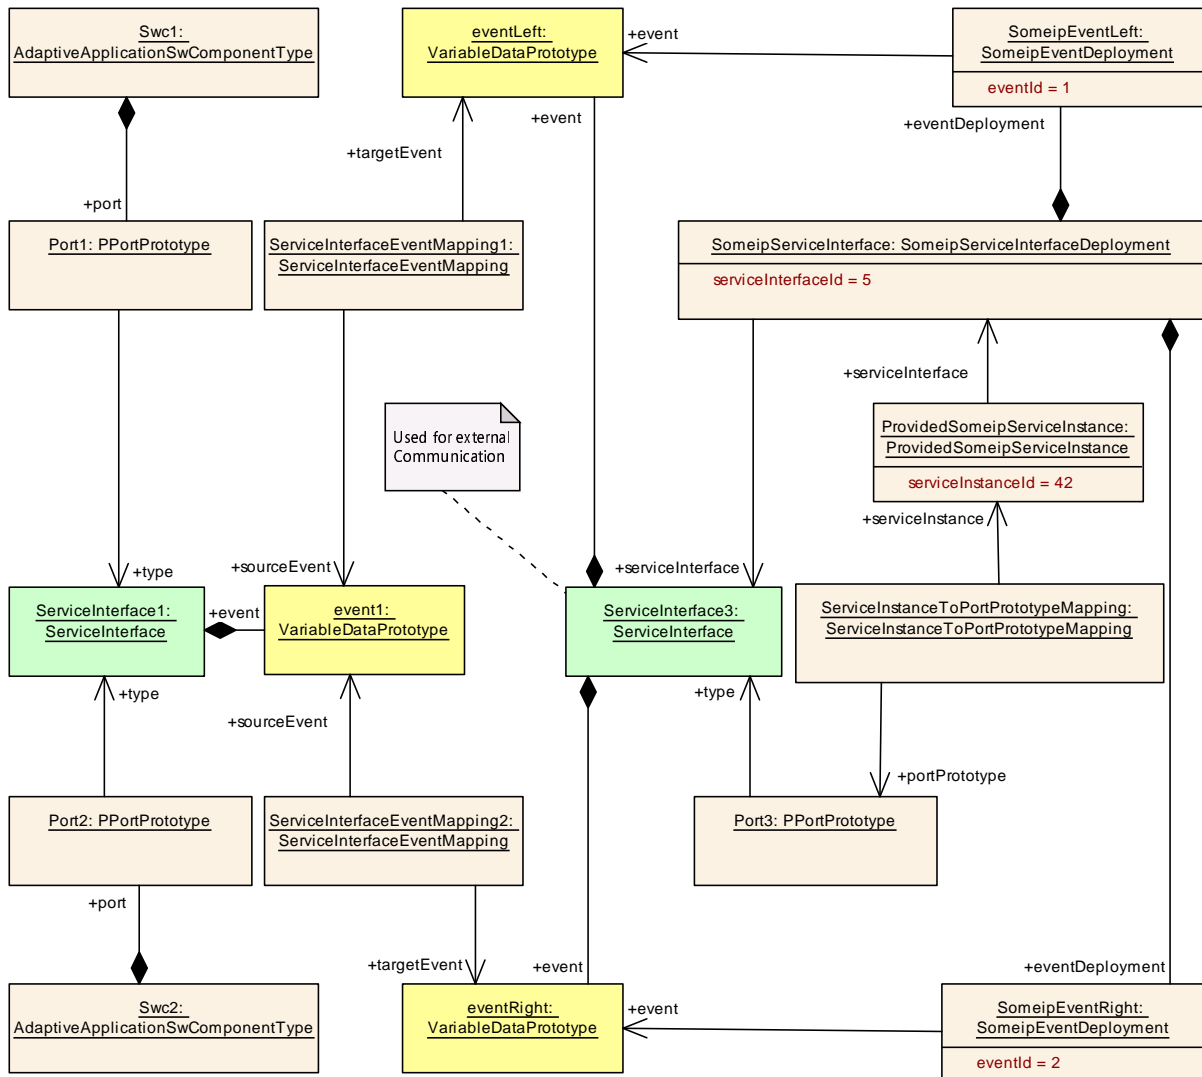 Swc1:
AdaptiveApplicationSwComponentType
eventLeft:
VariableDataPrototype
+event
SomeipEventLeft:
SomeipEventDeployment
eventId = 1
+event
+eventDeployment
+targetEvent
+port
Port1: PPortPrototype
ServiceInterfaceEventMapping1:
ServiceInterfaceEventMapping
SomeipServiceInterface: SomeipServiceInterfaceDeployment
serviceInterfaceId = 5
+serviceInterface
Used for external
Communication
ProvidedSomeipServiceInstance:
ProvidedSomeipServiceInstance
serviceInstanceId = 42
+serviceInstance
+type
+sourceEvent
+serviceInterface
ServiceInterface1:
ServiceInterface
+event
event1:
VariableDataPrototype
ServiceInterface3:
ServiceInterface
ServiceInstanceToPortPrototypeMapping:
ServiceInstanceToPortPrototypeMapping
+type
+sourceEvent
+type
+portPrototype
Port2: PPortPrototype
ServiceInterfaceEventMapping2:
ServiceInterfaceEventMapping
Port3: PPortPrototype
+port
+targetEvent
+event
+eventDeployment
Swc2:
AdaptiveApplicationSwComponentType
eventRight:
VariableDataPrototype
+event
SomeipEventRight:
SomeipEventDeployment
eventId = 2